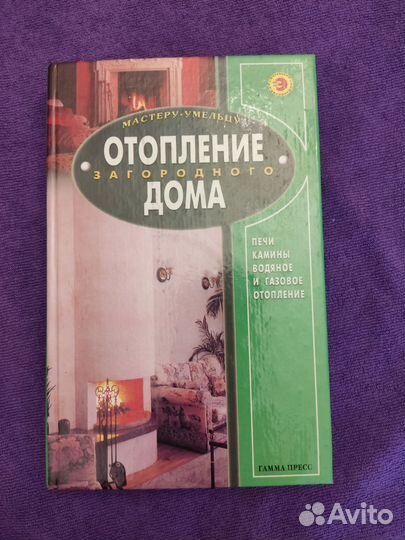 МАСТЕРУ-УМЕЛЬЦУ
ОТОПЛЕНИЕ
ЗАГОРОДНОГО
ДОМА
ПЕЧИ
КАМИНЫ
ВОДЯНОЕ
И ГАЗОВОЕ
ОТОПЛЕНИЕ
ГАММА ПРЕСС
Avito